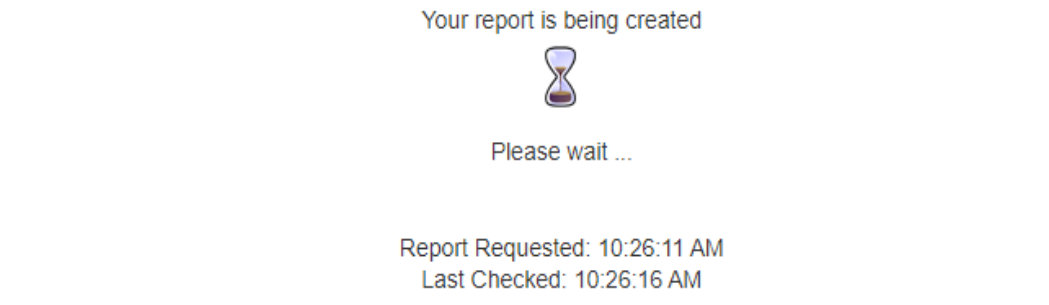 Your report is being created
Please wait ...
Report Requested: 10:26:11 AM
Last Checked: 10:26:16 AM